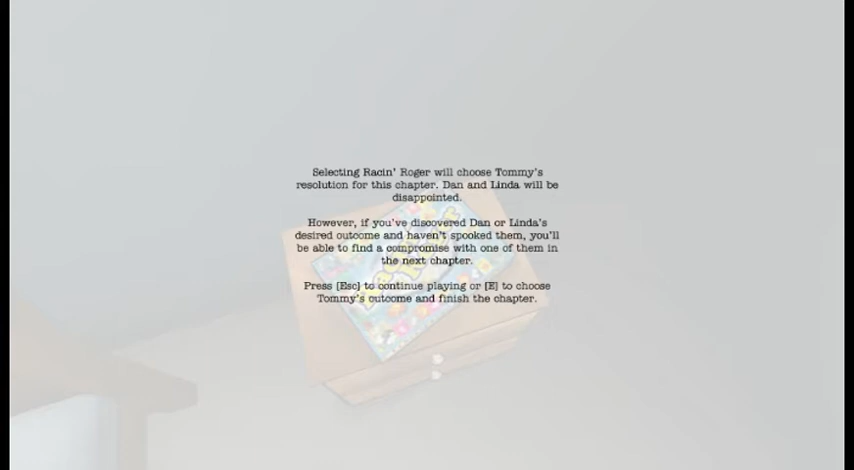 Selecting Racin' Roger will choose Tommy's
resolution for this chapter. Dan and Linda will be
disappointed.
However, if you've discovered Dan or Linda's
desired outcome and haven't spooked them, you'll
be able to find a compromise with one of them in
the next chapter.
Press [Esc] to continue playing or [E] to choose
Tommy's outcome and finish the chapter.